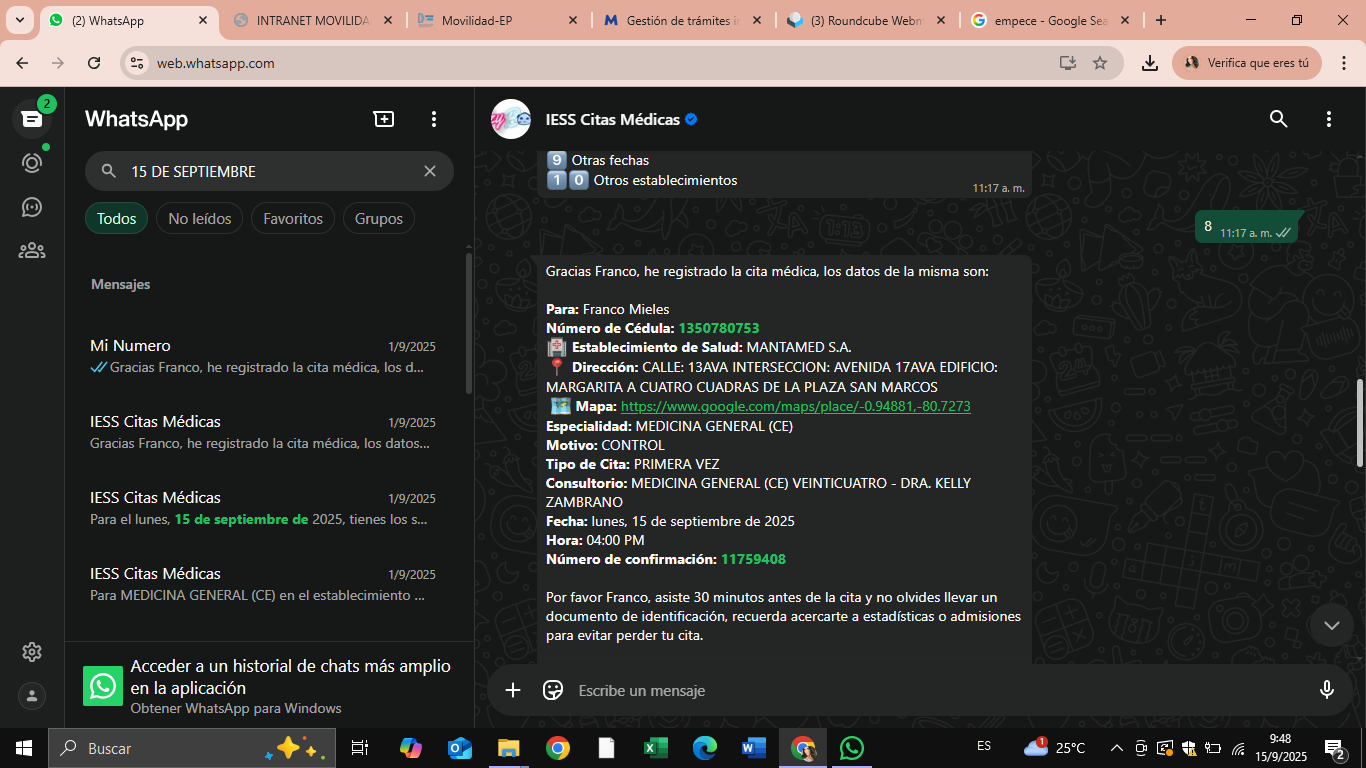 (2) WhatsApp
INTRANET MOVILIDA
Movilidad-EP
Gestión de trámites i
(3) Roundcube Webm
empece - Google Sea
web.whatsapp.com
Verifica que eres tú
2
WhatsApp
15 DE SEPTIEMBRE
Todos
No leídos
Favoritos
Grupos
Mensajes
Mi Numero
1/9/2025
Gracias Franco, he registrado la cita médica, los d...
IESS Citas Médicas
1/9/2025
Gracias Franco, he registrado la cita médica, los datos...
IESS Citas Médicas
1/9/2025
Para el lunes, 15 de septiembre de 2025, tienes los s...
IESS Citas Médicas
1/9/2025
Para MEDICINA GENERAL (CE) en el establecimiento ...
Acceder a un historial de chats más amplio
en la aplicación
Obtener WhatsApp para Windows
IESS Citas Médicas
9 Otras fechas
1 0 Otros establecimientos
11:17 a. m.
8 11:17 a. m.
Gracias Franco, he registrado la cita médica, los datos de la misma son:
Para: Franco Mieles
Número de Cédula: 1350780753
Establecimiento de Salud: MANTAMED S.A.
Dirección: CALLE: 13AVA INTERSECCION: AVENIDA 17AVA EDIFICIO:
MARGARITA A CUATRO CUADRAS DE LA PLAZA SAN MARCOS
Mapa: https://www.google.com/maps/place/-0.94881,-80.7273
Especialidad: MEDICINA GENERAL (CE)
Motivo: CONTROL
Tipo de Cita: PRIMERA VEZ
Consultorio: MEDICINA GENERAL (CE) VEINTICUATRO - DRA. KELLY
ZAMBRANO
Fecha: lunes, 15 de septiembre de 2025
Hora: 04:00 PM
Número de confirmación: 11759408
Por favor Franco, asiste 30 minutos antes de la cita y no olvides llevar un
documento de identificación, recuerda acercarte a estadísticas o admisiones
para evitar perder tu cita.
Escribe un mensaje
Buscar
ES
1
25°C
9:48
15/9/2025
2